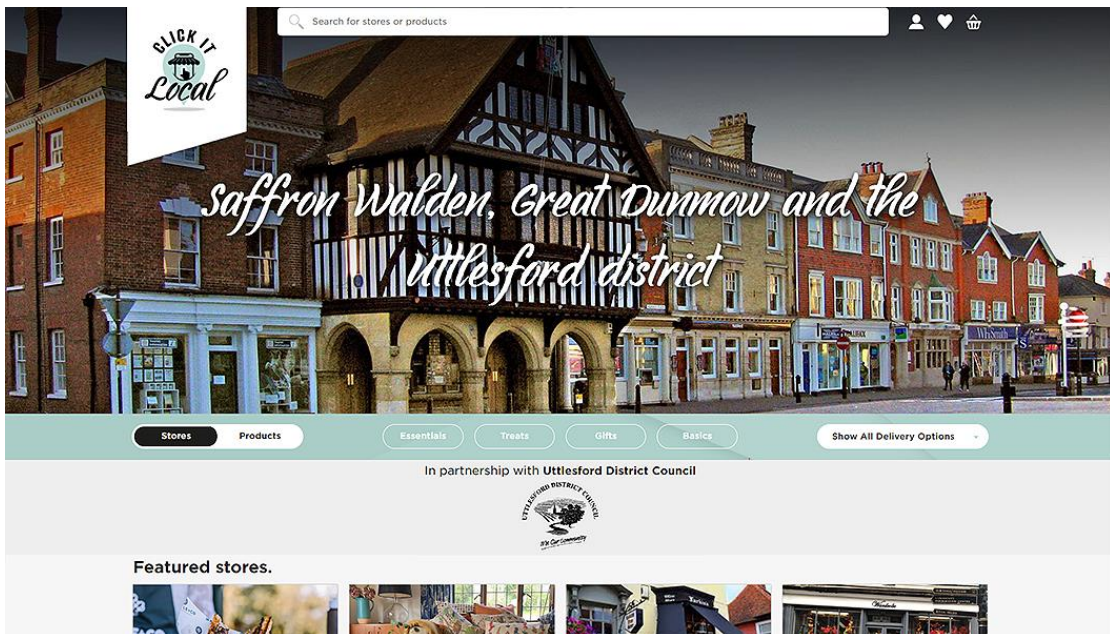 CLICK IT
Local
Search for stores or products
Saffron Walden, Great Dunmow and the
Uttlesford district
WHSmith
Stores
Products
Essentials
Treats
Gifts
Basics
Show All Delivery Options
In partnership with Uttlesford District Council
UTTLESFORD DISTRICT COUNCIL
Featured stores.